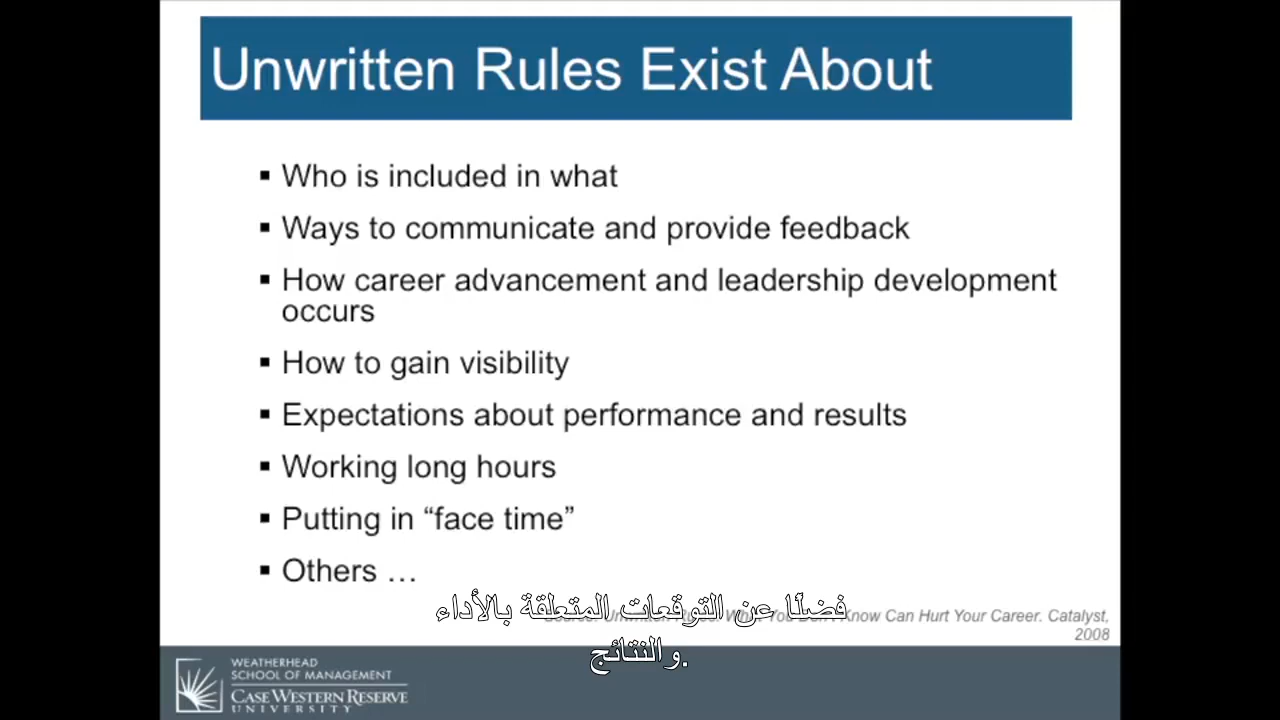 Unwritten Rules Exist About
▪ Who is included in what
▪ Ways to communicate and provide feedback
▪ How career advancement and leadership development
occurs
▪ How to gain visibility
▪ Expectations about performance and results
▪ Working long hours
▪ Putting in “face time”
▪ Others …
فضلًا عن التوقعات المتعلقة بالأداء
والنتائج.
Know Can Hurt Your Career. Catalyst,
2008
WEATHERHEAD
SCHOOL OF MANAGEMENT
CASE WESTERN RESERVE
UNIVERSITY